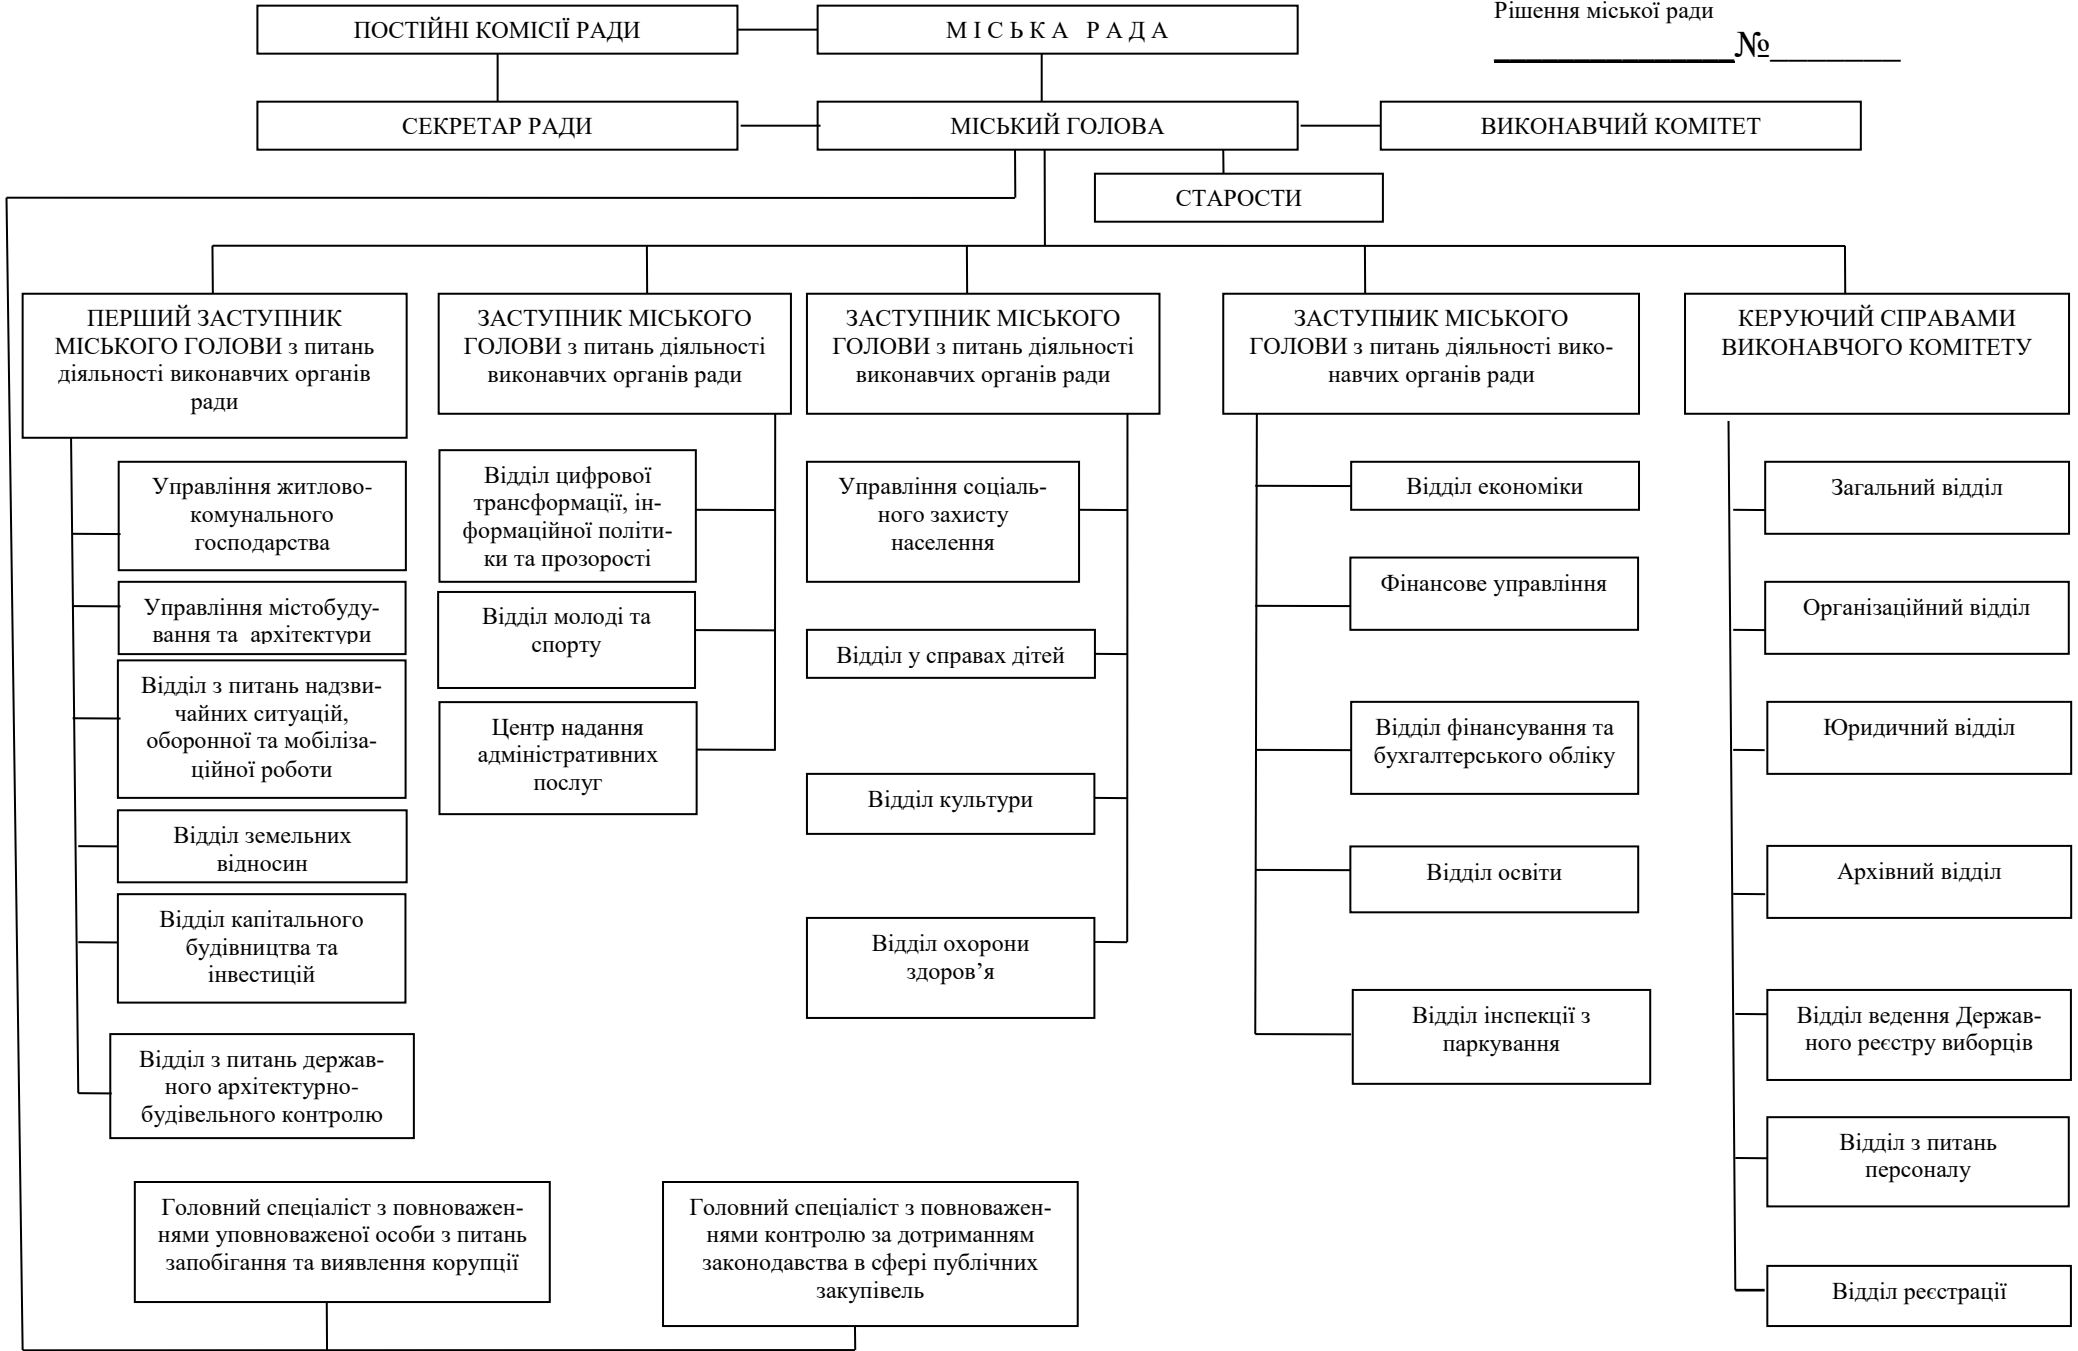 Рішення міської ради
_______________№________
ПОСТІЙНІ КОМІСІЇ РАДИ
М І С Ь К А Р А Д А
СЕКРЕТАР РАДИ
МІСЬКИЙ ГОЛОВА
ВИКОНАВЧИЙ КОМІТЕТ
СТАРОСТИ
ПЕРШИЙ ЗАСТУПНИК
МІСЬКОГО ГОЛОВИ з питань
діяльності виконавчих органів
ради
ЗАСТУПНИК МІСЬКОГО
ГОЛОВИ з питань діяльності
виконавчих органів ради
ЗАСТУПНИК МІСЬКОГО
ГОЛОВИ з питань діяльності
виконавчих органів ради
ЗАСТУПНИК МІСЬКОГО
ГОЛОВИ з питань діяльності вико-
навчих органів ради
КЕРУЮЧИЙ СПРАВАМИ
ВИКОНАВЧОГО КОМІТЕТУ
Управління житлово-
комунального
господарства
Управління містобуду-
вання та архітектури
Відділ з питань надзви-
чайних ситуацій,
оборонної та мобіліза-
ційної роботи
Відділ земельних
відносин
Відділ капітального
будівництва та
інвестицій
Відділ з питань держав-
ного архітектурно-
будівельного контролю
Відділ цифрової
трансформації, ін-
формаційної політи-
ки та прозорості
Відділ молоді та
спорту
Центр надання
адміністративних
послуг
Управління соціаль-
ного захисту
населення
Відділ у справах дітей
Відділ культури
Відділ охорони
здоров’я
Відділ економіки
Фінансове управління
Відділ фінансування та
бухгалтерського обліку
Відділ освіти
Відділ інспекції з
паркування
Загальний відділ
Організаційний відділ
Юридичний відділ
Архівний відділ
Відділ ведення Держав-
ного реєстру виборців
Відділ з питань
персоналу
Відділ реєстрації
Головний спеціаліст з повноважен-
нями уповноваженої особи з питань
запобігання та виявлення корупції
Головний спеціаліст з повноважен-
нями контролю за дотриманням
законодавства в сфері публічних
закупівель